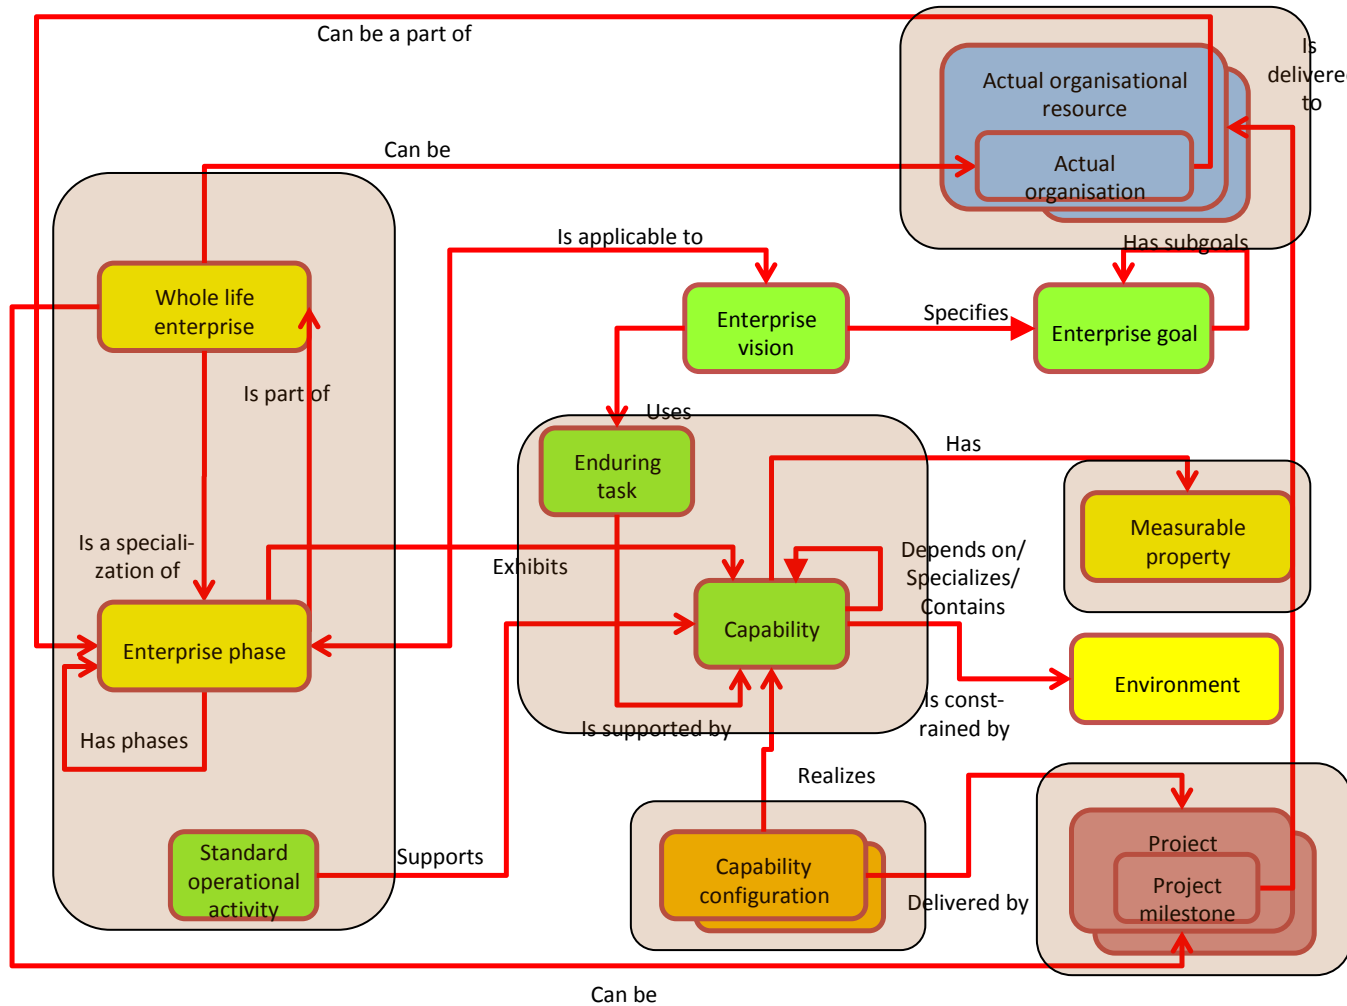 Can be a part of
Is
delivered
to
Actual organisational
resource
Can be
Actual
organisation
Is applicable to
Has subgoals
Whole life
enterprise
Enterprise
vision
Specifies
Enterprise goal
Is part of
Uses
Enduring
task
Has
Measurable
property
Is a speciali-
zation of
Exhibits
Depends on/
Specializes/
Contains
Enterprise phase
Capability
Environment
Has phases
Is supported by
Is const-
rained by
Realizes
Standard
operational
activity
Supports
Capability
configuration
Delivered by
Project
Project
milestone
Can be